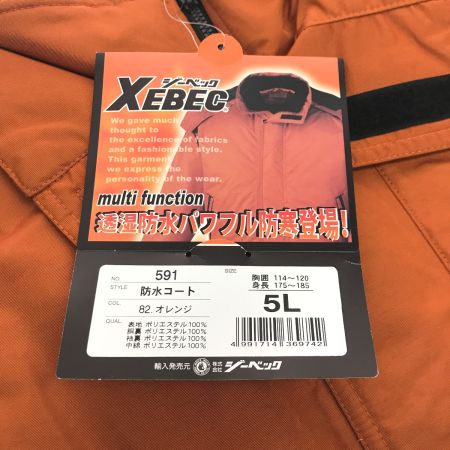 ジーベック
XEBEC®
We gave much
thought to
the excellence of fabrics
and a fashionable style.
This garment
we express the
personality of the wear.
multi function
透湿防水パワフル防寒登場!
NO. 591
STYLE 防水コート
COL. 82. オレンジ
QUAL. 表地 ポリエステル100%
胴裏 ポリエステル100%
袖裏 ポリエステル100%
中綿 ポリエステル100%
SIZE
胸囲 114〜120
身長 175〜185
5L
4 991714 369742
輸入発売元 株式会社 ジーベック